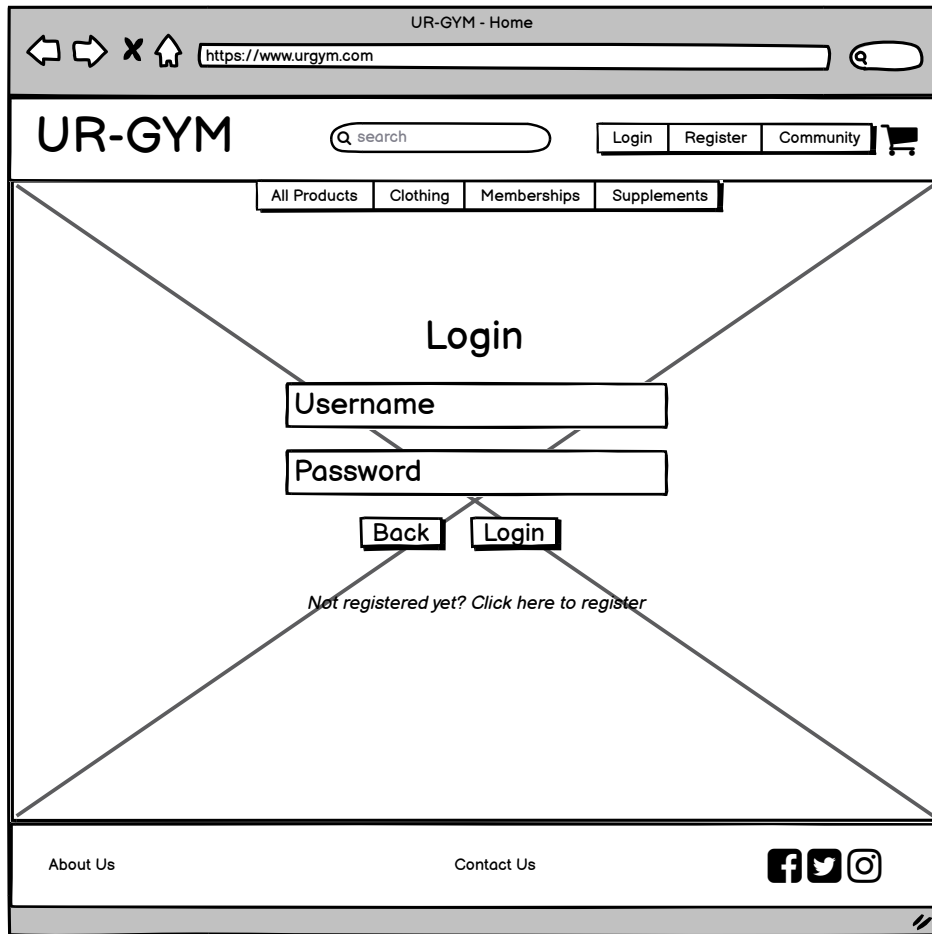 UR-GYM - Home
https://www.urgym.com
UR-GYM
search
Login Register Community
All Products Clothing Memberships Supplements
Login
Username
Password
Back Login
Not registered yet? Click here to register
About Us Contact Us